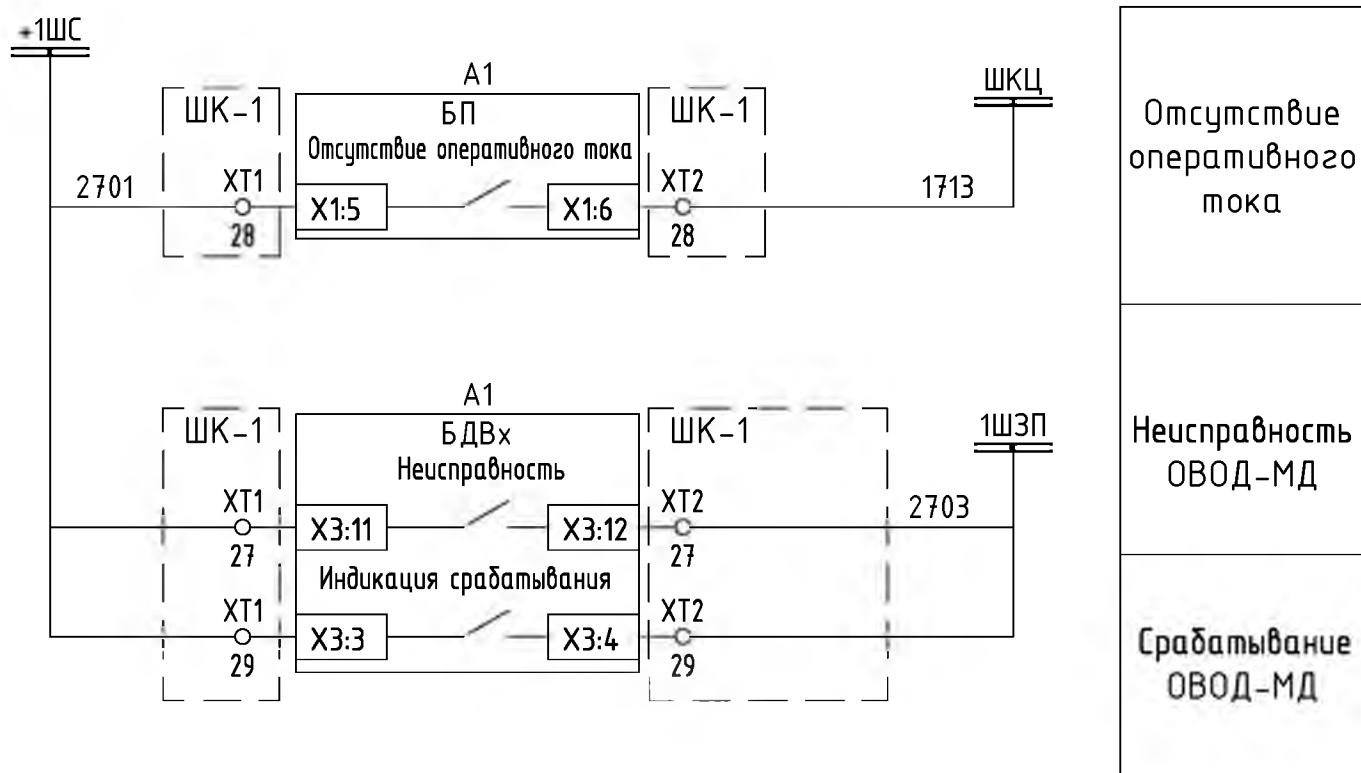 +1ШС
ШК-1
А1
БП
Отсутствие оперативного тока
ШК-1
ШКЦ
2701
ХТ1
28
Х1:5
Х1:6
ХТ2
28
1713
Отсутствие
оперативного
тока
ШК-1
А1
БДВх
Неисправность
ШК-1
1ШЗП
ХТ1
27
Х3:11
Х3:12
ХТ2
27
2703
Неисправность
ОВОД-МД
Индикация срабатывания
ХТ1
29
Х3:3
Х3:4
ХТ2
29
Срабатывание
ОВОД-МД